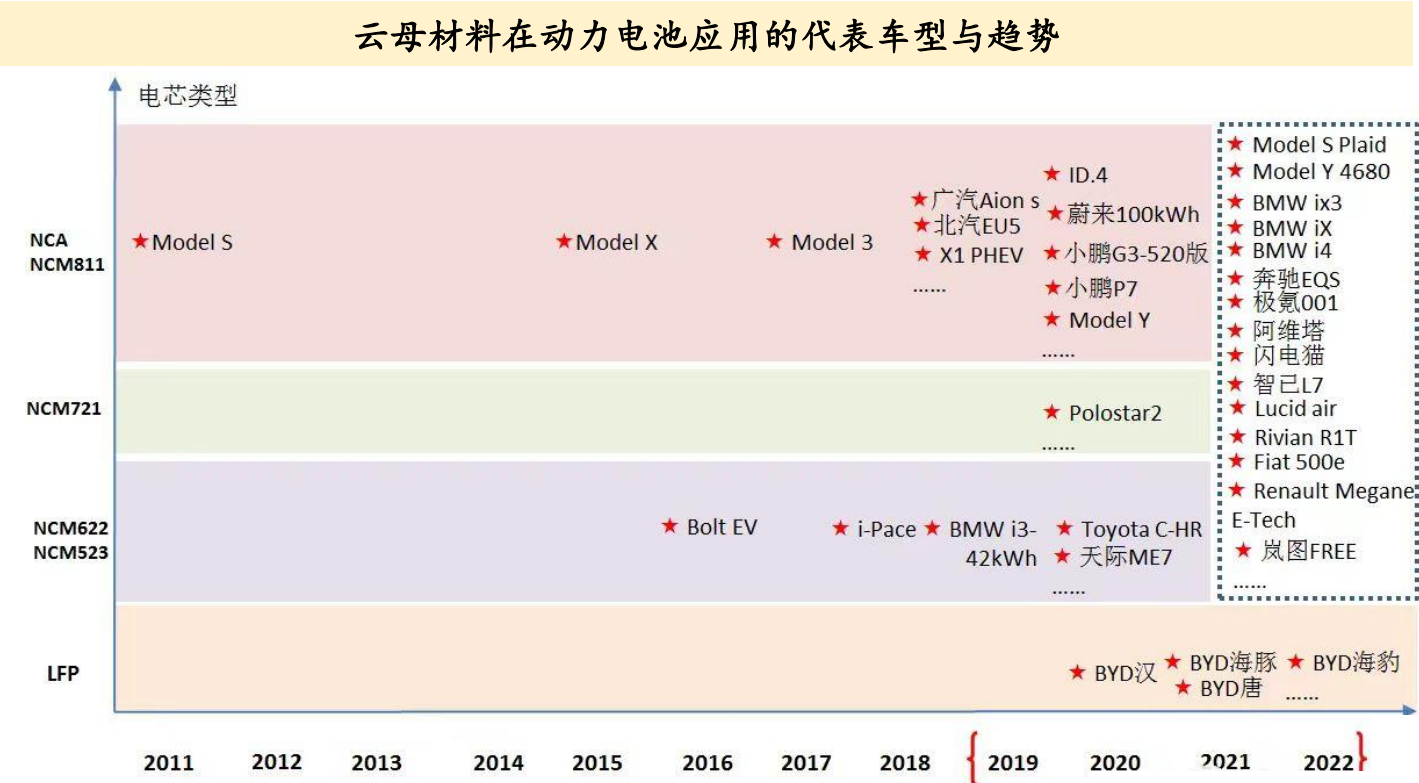 云母材料在动力电池应用的代表车型与趋势
电芯类型
NCA
NCM811
★Model S
★Model X
★ Model 3
★广汽Aion s
★北汽EU5
★ X1 PHEV
......
★ ID.4
★蔚来100kWh
★小鹏G3-520版
★小鹏P7
★ Model Y
......
NCM721
★ Polostar2
......
NCM622
NCM523
★ Bolt EV
★ i-Pace
★ BMW i3-
42kWh
★ Toyota C-HR
★ 天际ME7
......
★ Model S Plaid
★ Model Y 4680
★ BMW ix3
★ BMW iX
★ BMW i4
★ 奔驰EQS
★ 极氪001
★ 阿维塔
★ 闪电猫
★ 智己L7
★ Lucid air
★ Rivian R1T
★ Fiat 500e
★ Renault Megane
E-Tech
★ 岚图FREE
......
LFP
★ BYD汉
★ BYD海豚
★ BYD唐
★ BYD海豹
......
2011 2012 2013 2014 2015 2016 2017 2018 { 2019 2020 2021 2022 }